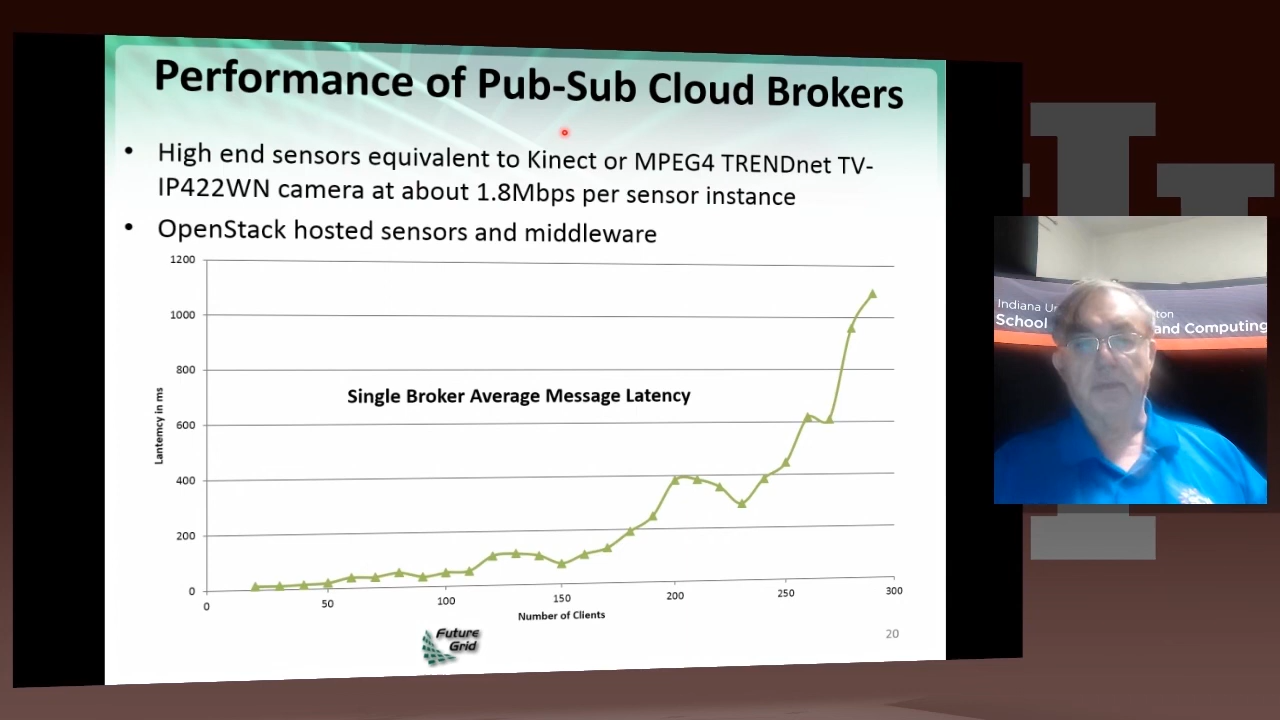 Performance of Pub-Sub Cloud Brokers
• High end sensors equivalent to Kinect or MPEG4 TRENDnet TV-
IP422WN camera at about 1.8Mbps per sensor instance
• OpenStack hosted sensors and middleware
1200
1000
800
600
400
200
0
Lantemcy in ms
Single Broker Average Message Latency
0 50 100 150 200 250 300
Number of Clients
Future
Grid
20
Indiana U ton
School and Computing